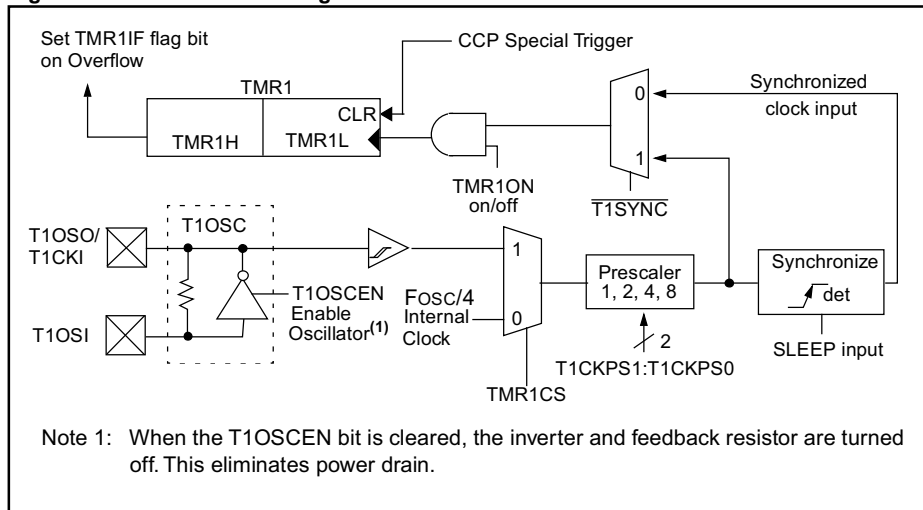 Set TMR1IF flag bit
on Overflow
TMR1
CCP Special Trigger
CLR
TMR1H
TMR1L
TMR1ON
on/off
0
1
T1SYNC
Synchronized
clock input
T1OSO/
T1CKI
T1OSC
T1OSI
T1OSCEN
Enable
Oscillator(1)
FOSC/4
Internal
Clock
1
0
TMR1CS
Prescaler
1, 2, 4, 8
2
T1CKPS1:T1CKPS0
Synchronize
det
SLEEP input
Note 1: When the T1OSCEN bit is cleared, the inverter and feedback resistor are turned
off. This eliminates power drain.